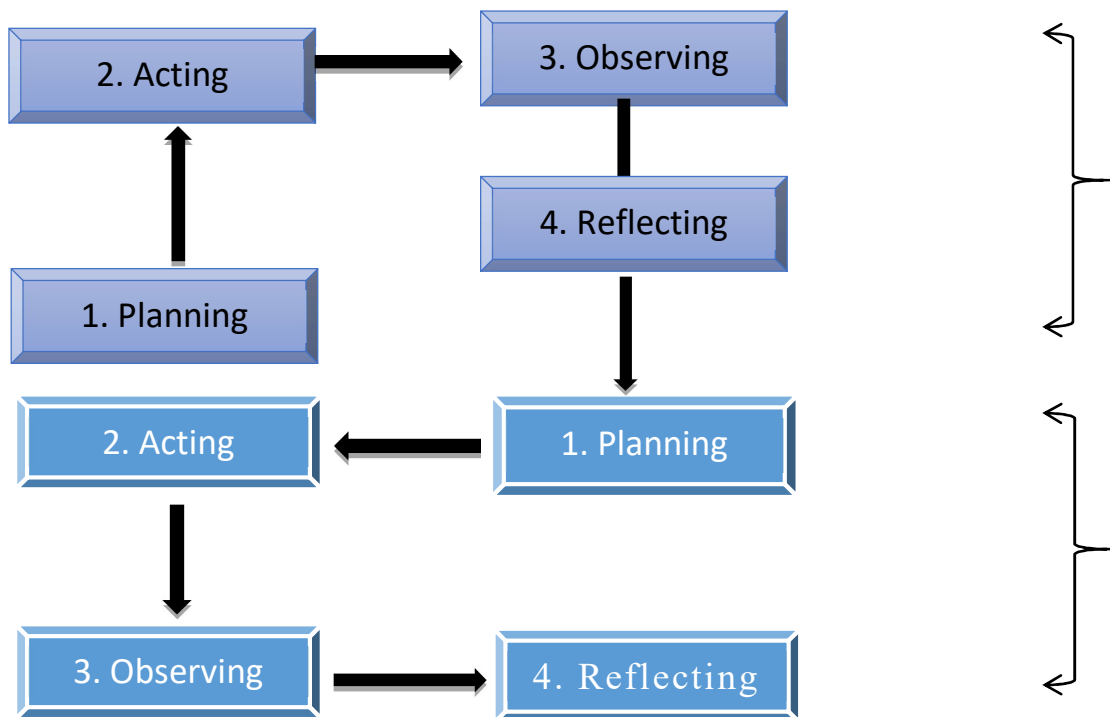 2. Acting
3. Observing
4. Reflecting
1. Planning
2. Acting
1. Planning
3. Observing
4. Reflecting